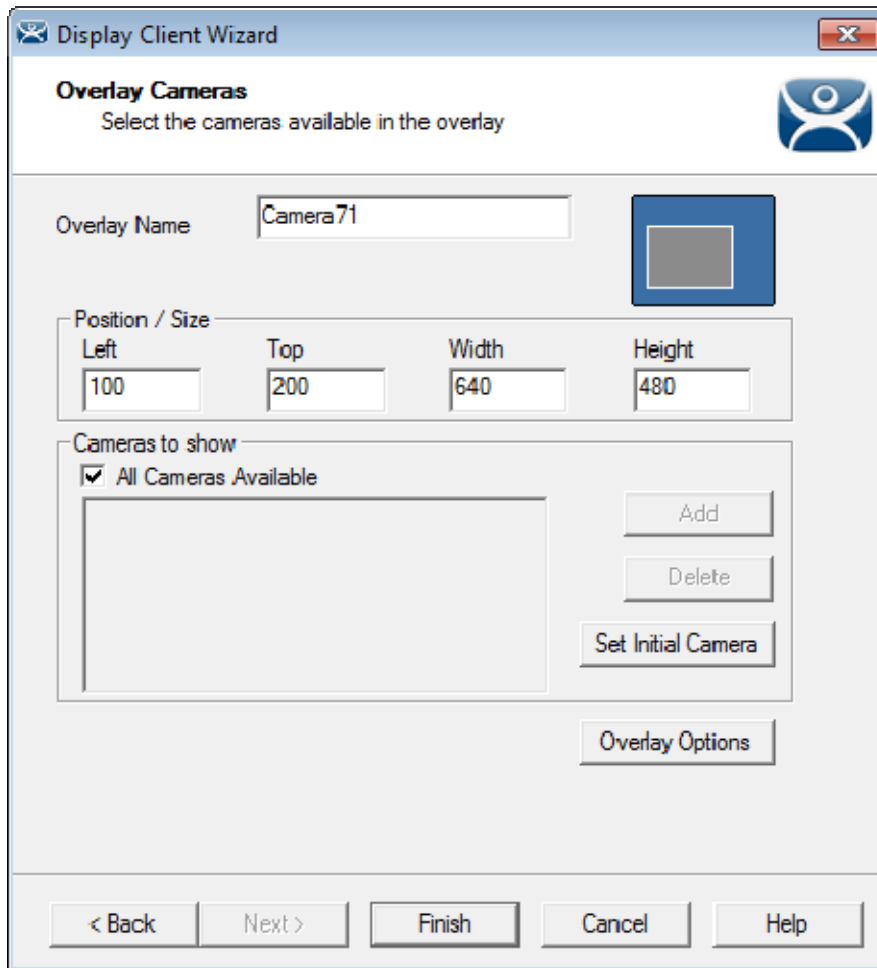 Display Client Wizard
Overlay Cameras
Select the cameras available in the overlay
Overlay Name
Camera71
Position / Size
Left Top Width Height
100 200 640 480
Cameras to show
All Cameras Available
Add
Delete
Set Initial Camera
Overlay Options
< Back Next > Finish Cancel Help